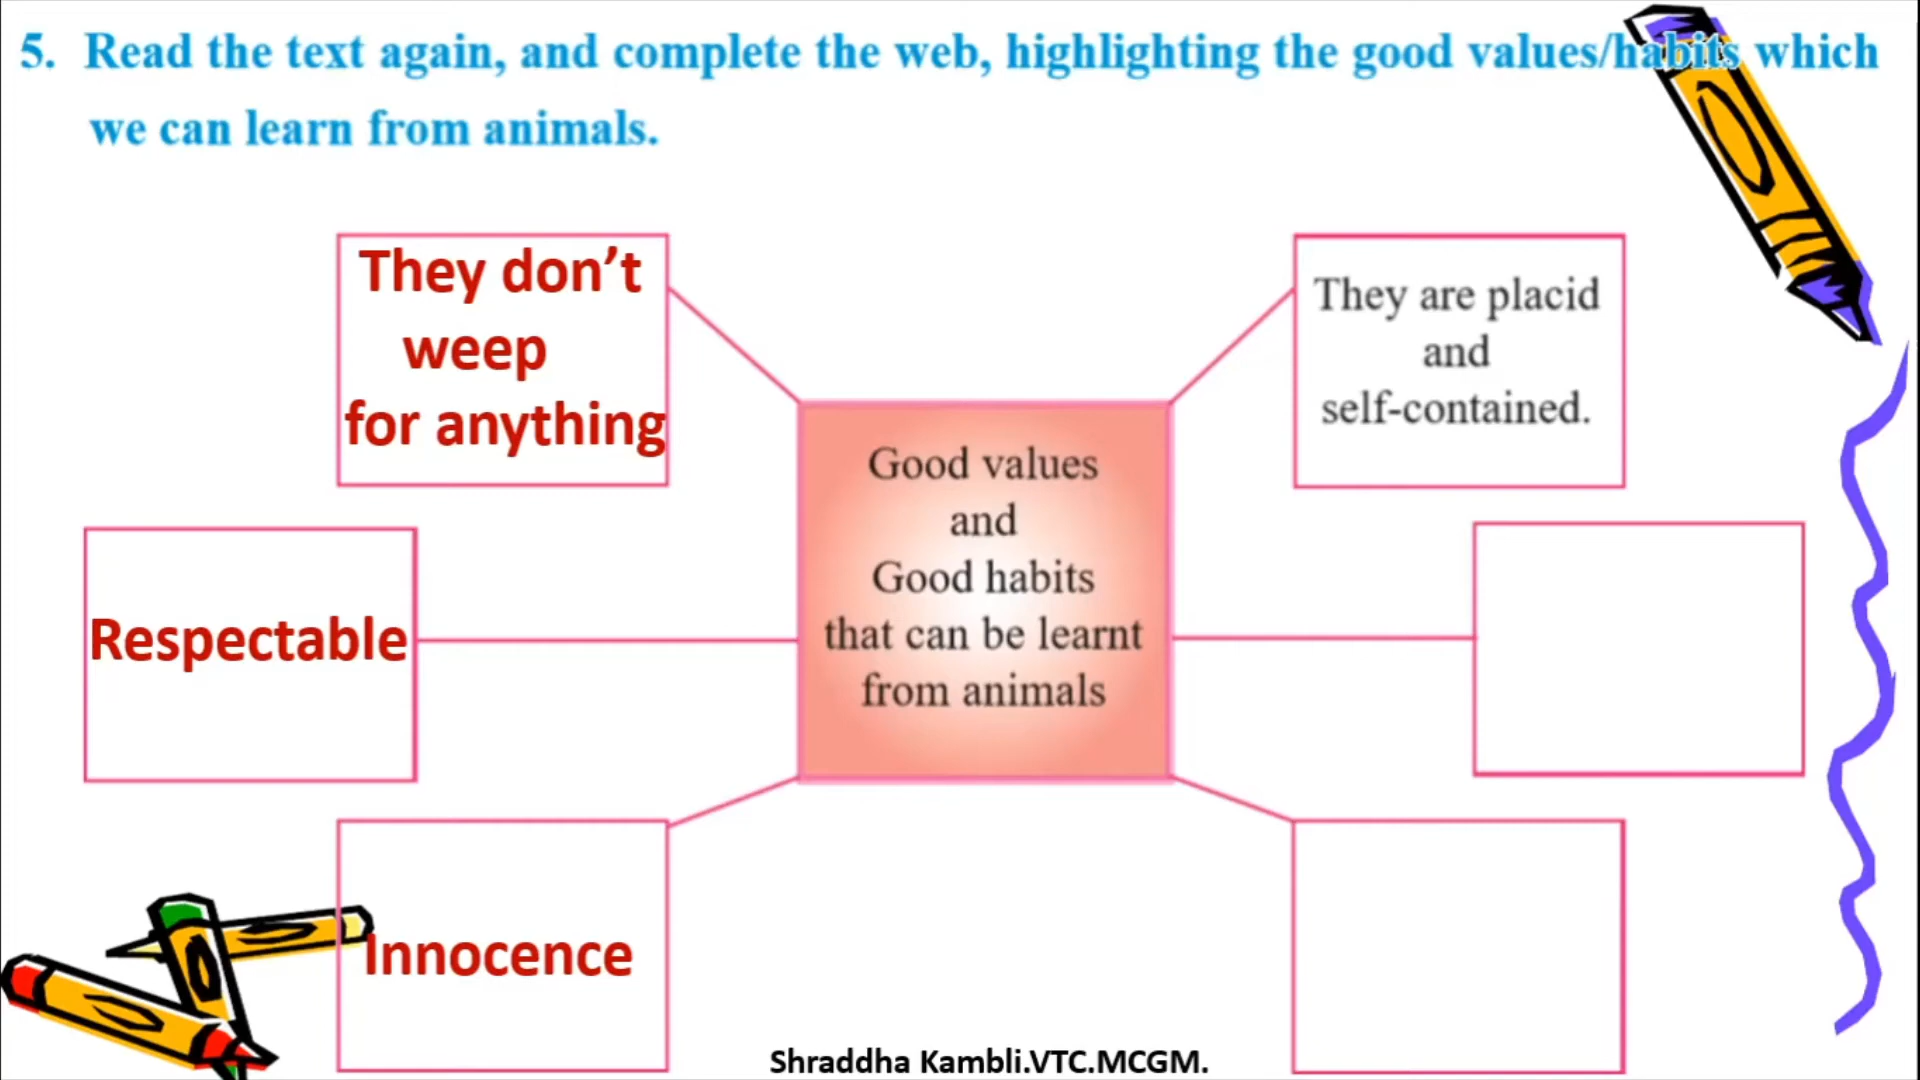 5. Read the text again, and complete the web, highlighting the good values/habits which
we can learn from animals.
They don’t
weep
for anything
They are placid
and
self-contained.
Good values
and
Good habits
that can be learnt
from animals
Respectable
Innocence
Shraddha Kambli.VTC.MCGM.